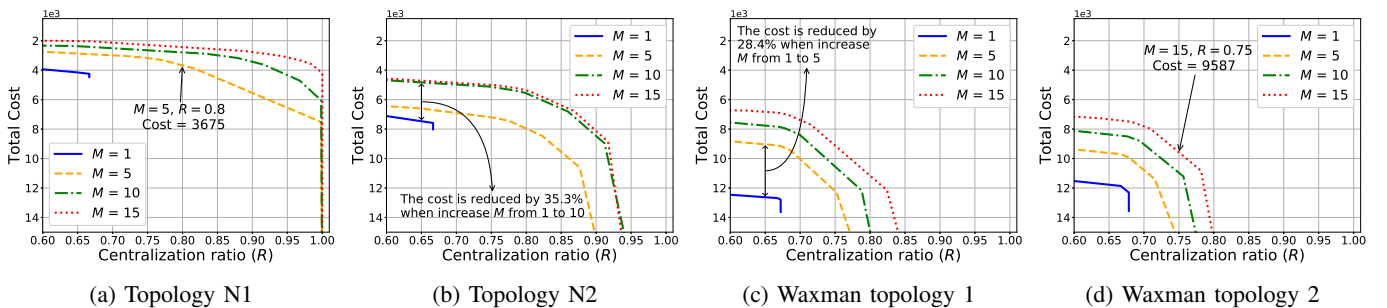 1e3
Total Cost
2
4
6
8
10
12
14
0.60 0.65 0.70 0.75 0.80 0.85 0.90 0.95 1.00
Centralization ratio (R)
M = 5, R = 0.8
Cost = 3675
M = 1
M = 5
M = 10
M = 15
(a) Topology N1
1e3
Total Cost
2
4
6
8
10
12
14
0.60 0.65 0.70 0.75 0.80 0.85 0.90 0.95 1.00
Centralization ratio (R)
M = 1
M = 5
M = 10
M = 15
The cost is reduced by 35.3%
when increase M from 1 to 10
(b) Topology N2
1e3
Total Cost
2
4
6
8
10
12
14
0.60 0.65 0.70 0.75 0.80 0.85 0.90 0.95 1.00
Centralization ratio (R)
The cost is reduced by
28.4% when increase
M from 1 to 5
M = 1
M = 5
M = 10
M = 15
(c) Waxman topology 1
1e3
Total Cost
2
4
6
8
10
12
14
0.60 0.65 0.70 0.75 0.80 0.85 0.90 0.95 1.00
Centralization ratio (R)
M = 15, R = 0.75
Cost = 9587
M = 1
M = 5
M = 10
M = 15
(d) Waxman topology 2